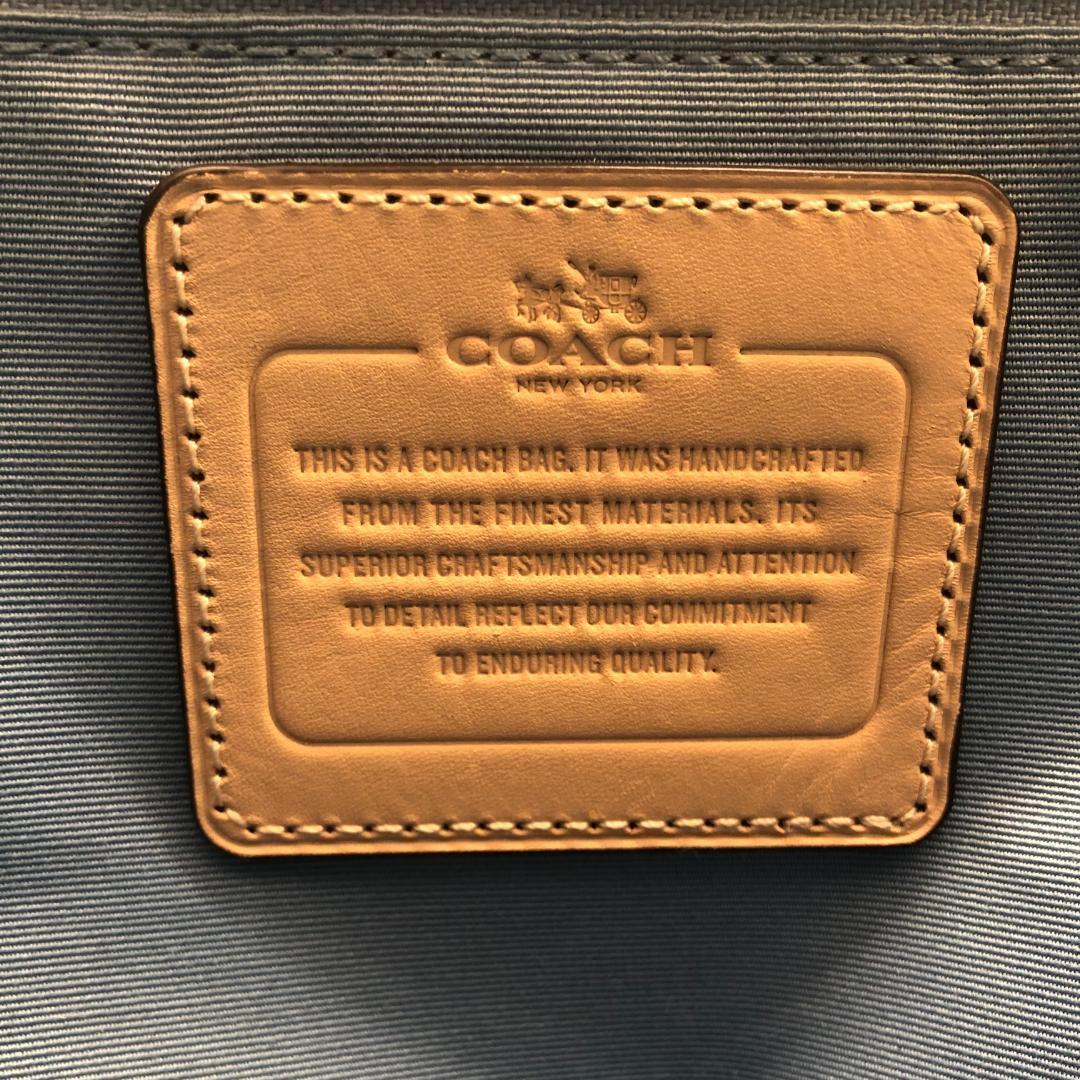 COACH
NEW YORK
THIS IS A COACH BAG. IT WAS HANDCRAFTED
FROM THE FINEST MATERIALS. ITS
SUPERIOR CRAFTSMANSHIP AND ATTENTION
TO DETAIL REFLECT OUR COMMITMENT
TO ENDURING QUALITY.